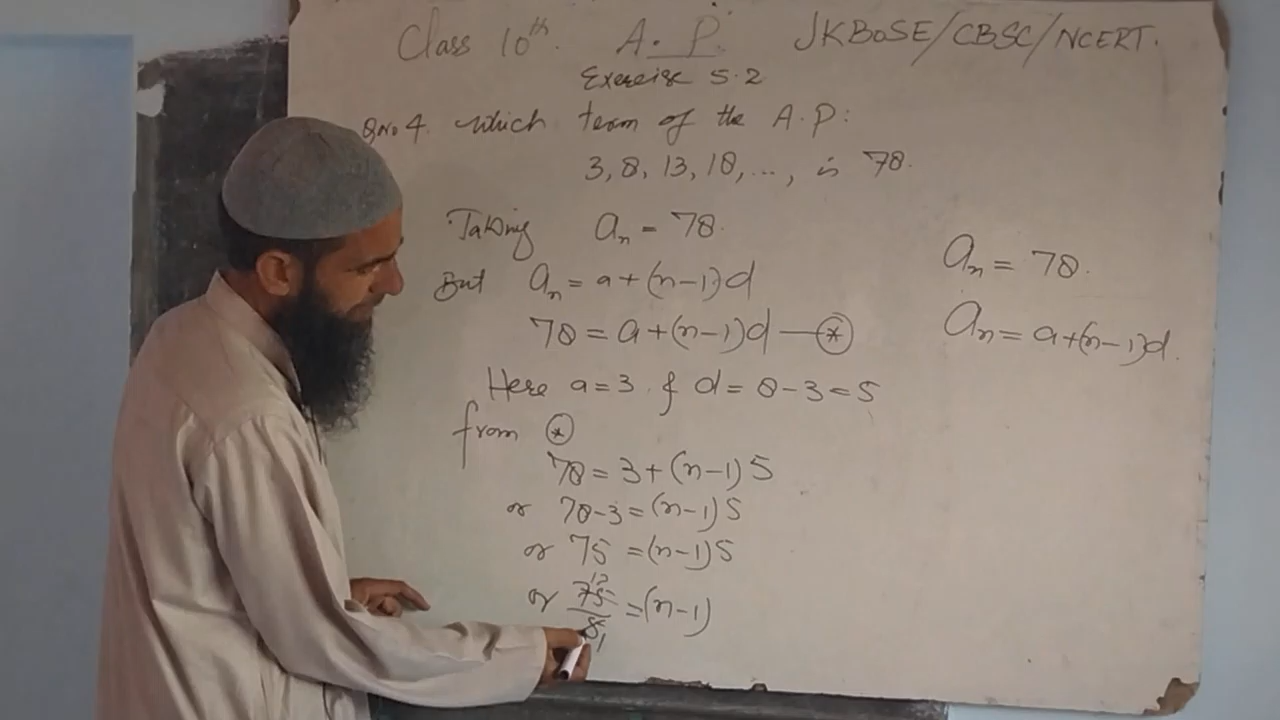 Class 10th. A.P. JKBOSE/CBSC/NCERT.
Exercise 5.2
Q.No 4. Which term of the A.P:
3, 8, 13, 18, ..., is 78.
Taking aₙ = 78.
But aₙ = a+(n-1)d
78 = a+(n-1)d —⊛
Here a=3 & d= 8-3=5
from ⊛
78 = 3+(n-1)5
or 78-3=(n-1)5
or 75 =(n-1)5
or 75/5 =(n-1)
aₙ = 78.
aₙ = a+(n-1)d.